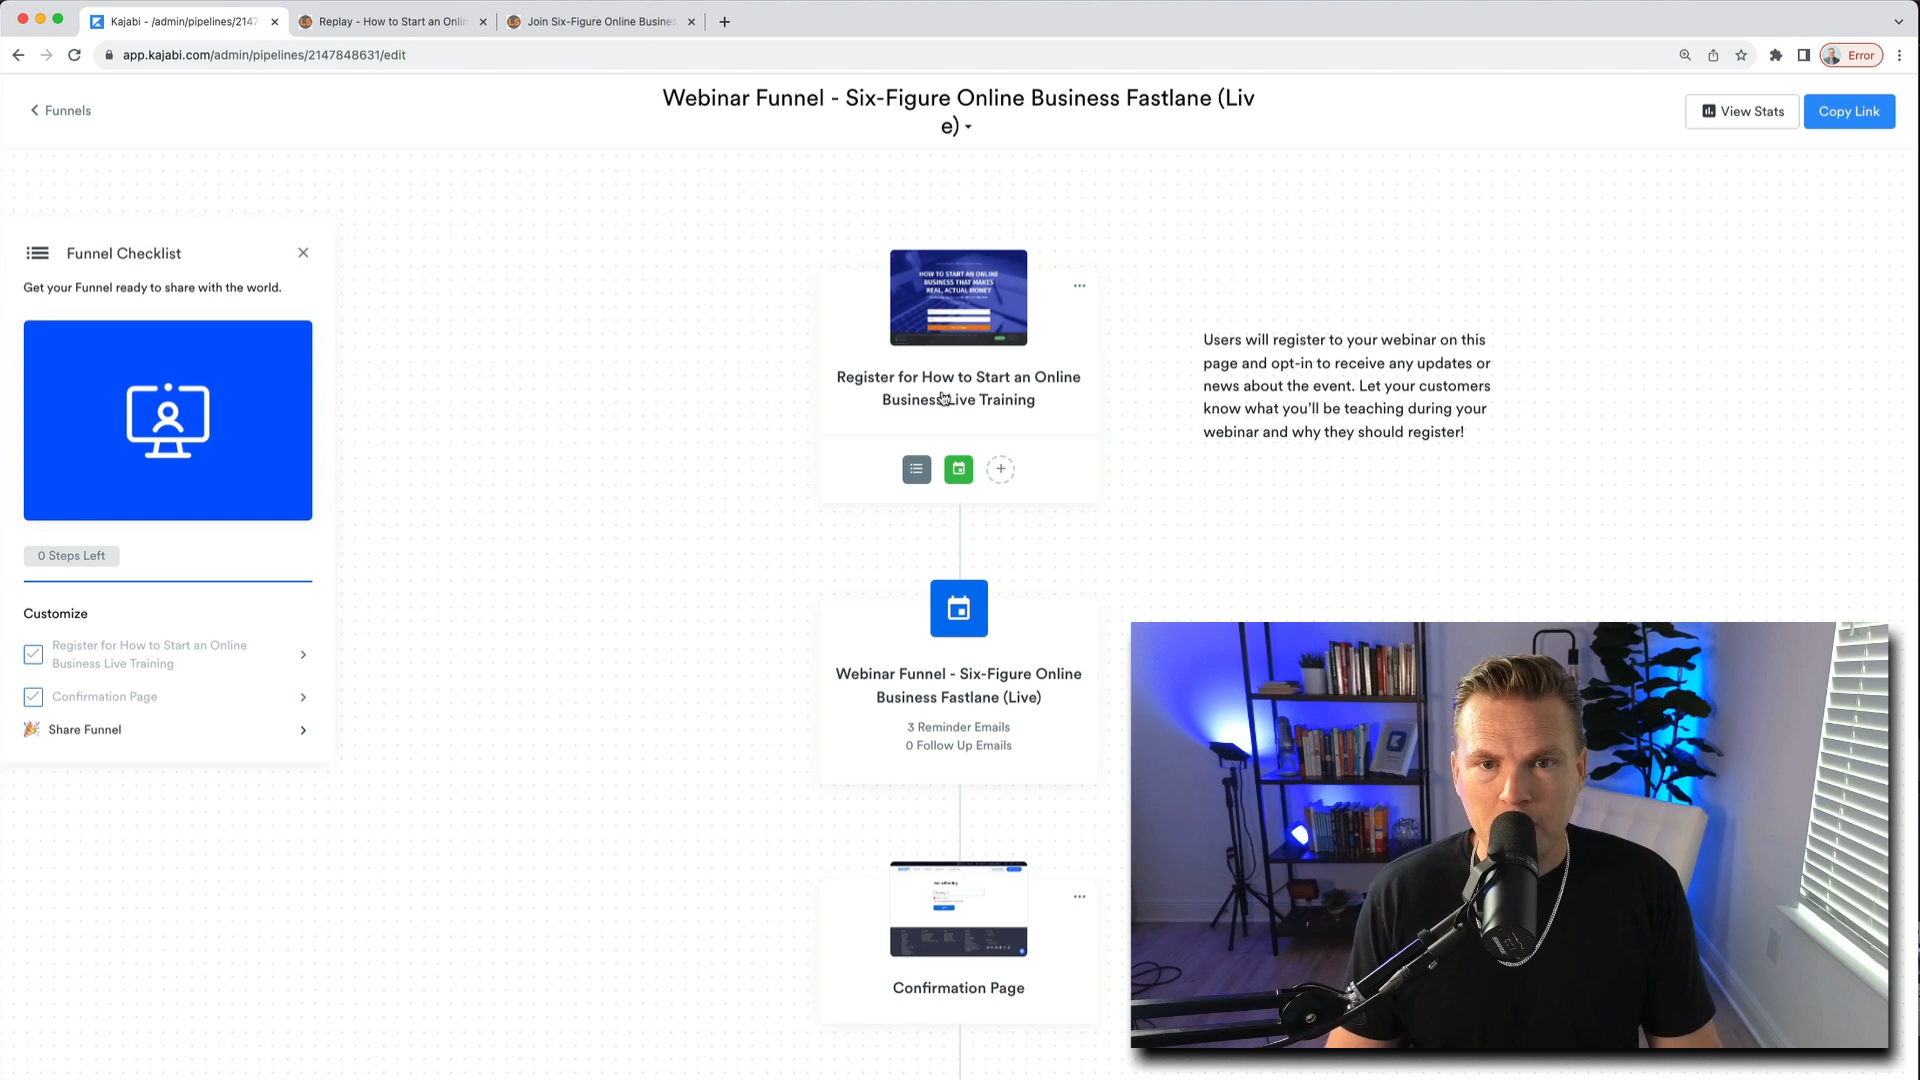 Kajabi - /admin/pipelines/2147
Replay - How to Start an Onlin
Join Six-Figure Online Busines
app.kajabi.com/admin/pipelines/2147848631/edit
Error
Funnels
Webinar Funnel - Six-Figure Online Business Fastlane (Liv
e)
View Stats
Copy Link
Funnel Checklist
Get your Funnel ready to share with the world.
0 Steps Left
Customize
Register for How to Start an Online
Business Live Training
Confirmation Page
Share Funnel
HOW TO START AN ONLINE
BUSINESS THAT MAKES
REAL, ACTUAL MONEY
Register for How to Start an Online
Business Live Training
Users will register to your webinar on this
page and opt-in to receive any updates or
news about the event. Let your customers
know what you'll be teaching during your
webinar and why they should register!
Webinar Funnel - Six-Figure Online
Business Fastlane (Live)
3 Reminder Emails
0 Follow Up Emails
Confirmation Page